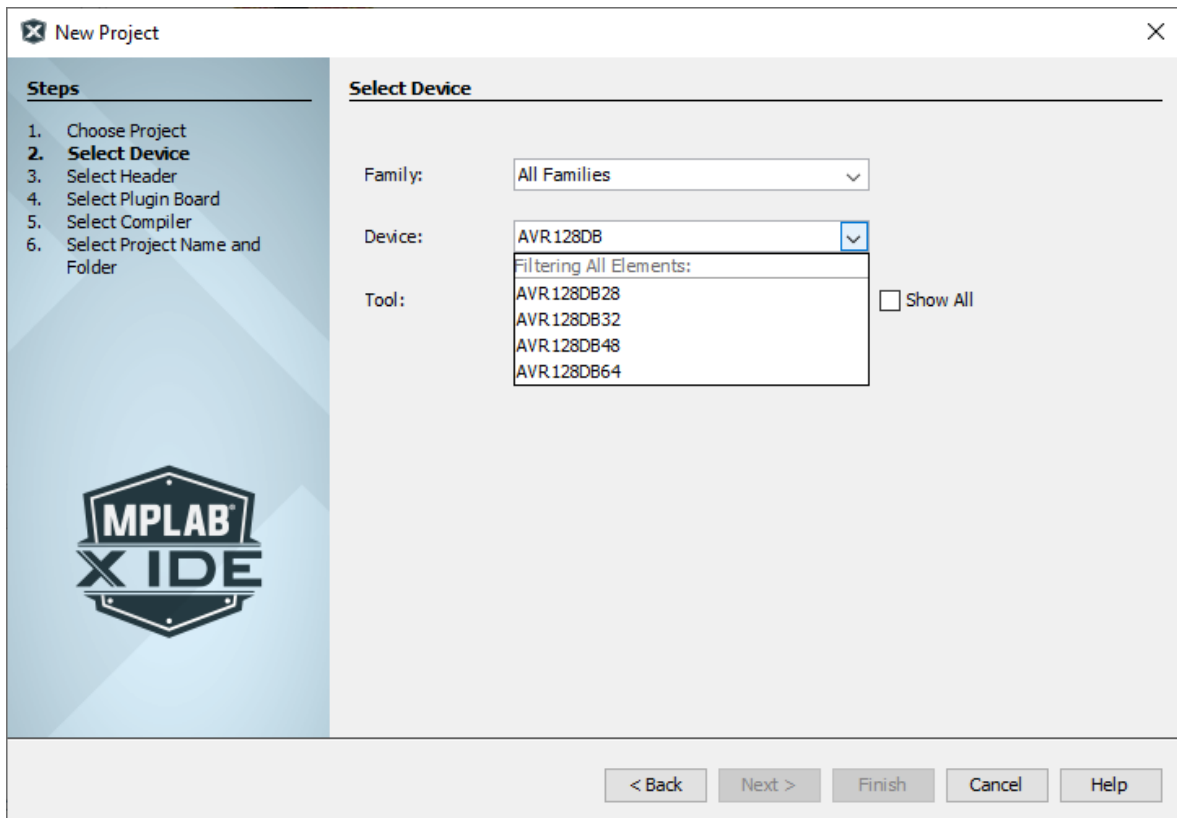 New Project
Steps
1. Choose Project
2. Select Device
3. Select Header
4. Select Plugin Board
5. Select Compiler
6. Select Project Name and
Folder
MPLAB®
X IDE
Select Device
Family: All Families
Device: AVR128DB
Filtering All Elements:
AVR128DB28
AVR128DB32
AVR128DB48
AVR128DB64
Tool: Show All
< Back Next > Finish Cancel Help